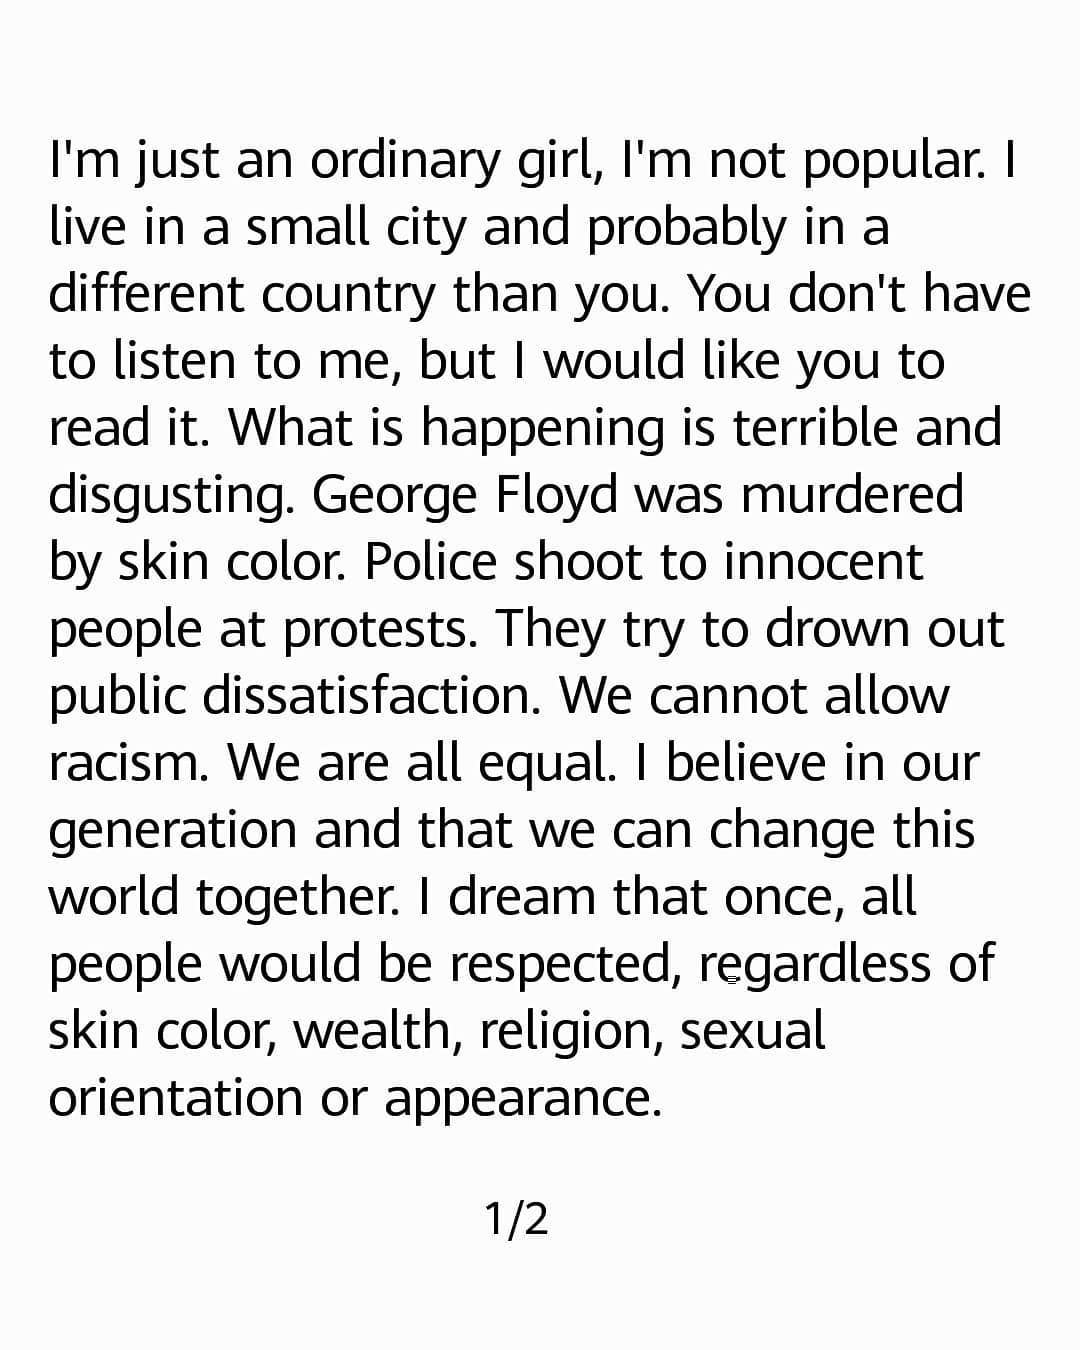 I'm just an ordinary girl, I'm not popular. I
live in a small city and probably in a
different country than you. You don't have
to listen to me, but I would like you to
read it. What is happening is terrible and
disgusting. George Floyd was murdered
by skin color. Police shoot to innocent
people at protests. They try to drown out
public dissatisfaction. We cannot allow
racism. We are all equal. I believe in our
generation and that we can change this
world together. I dream that once, all
people would be respected, regardless of
skin color, wealth, religion, sexual
orientation or appearance.
1/2